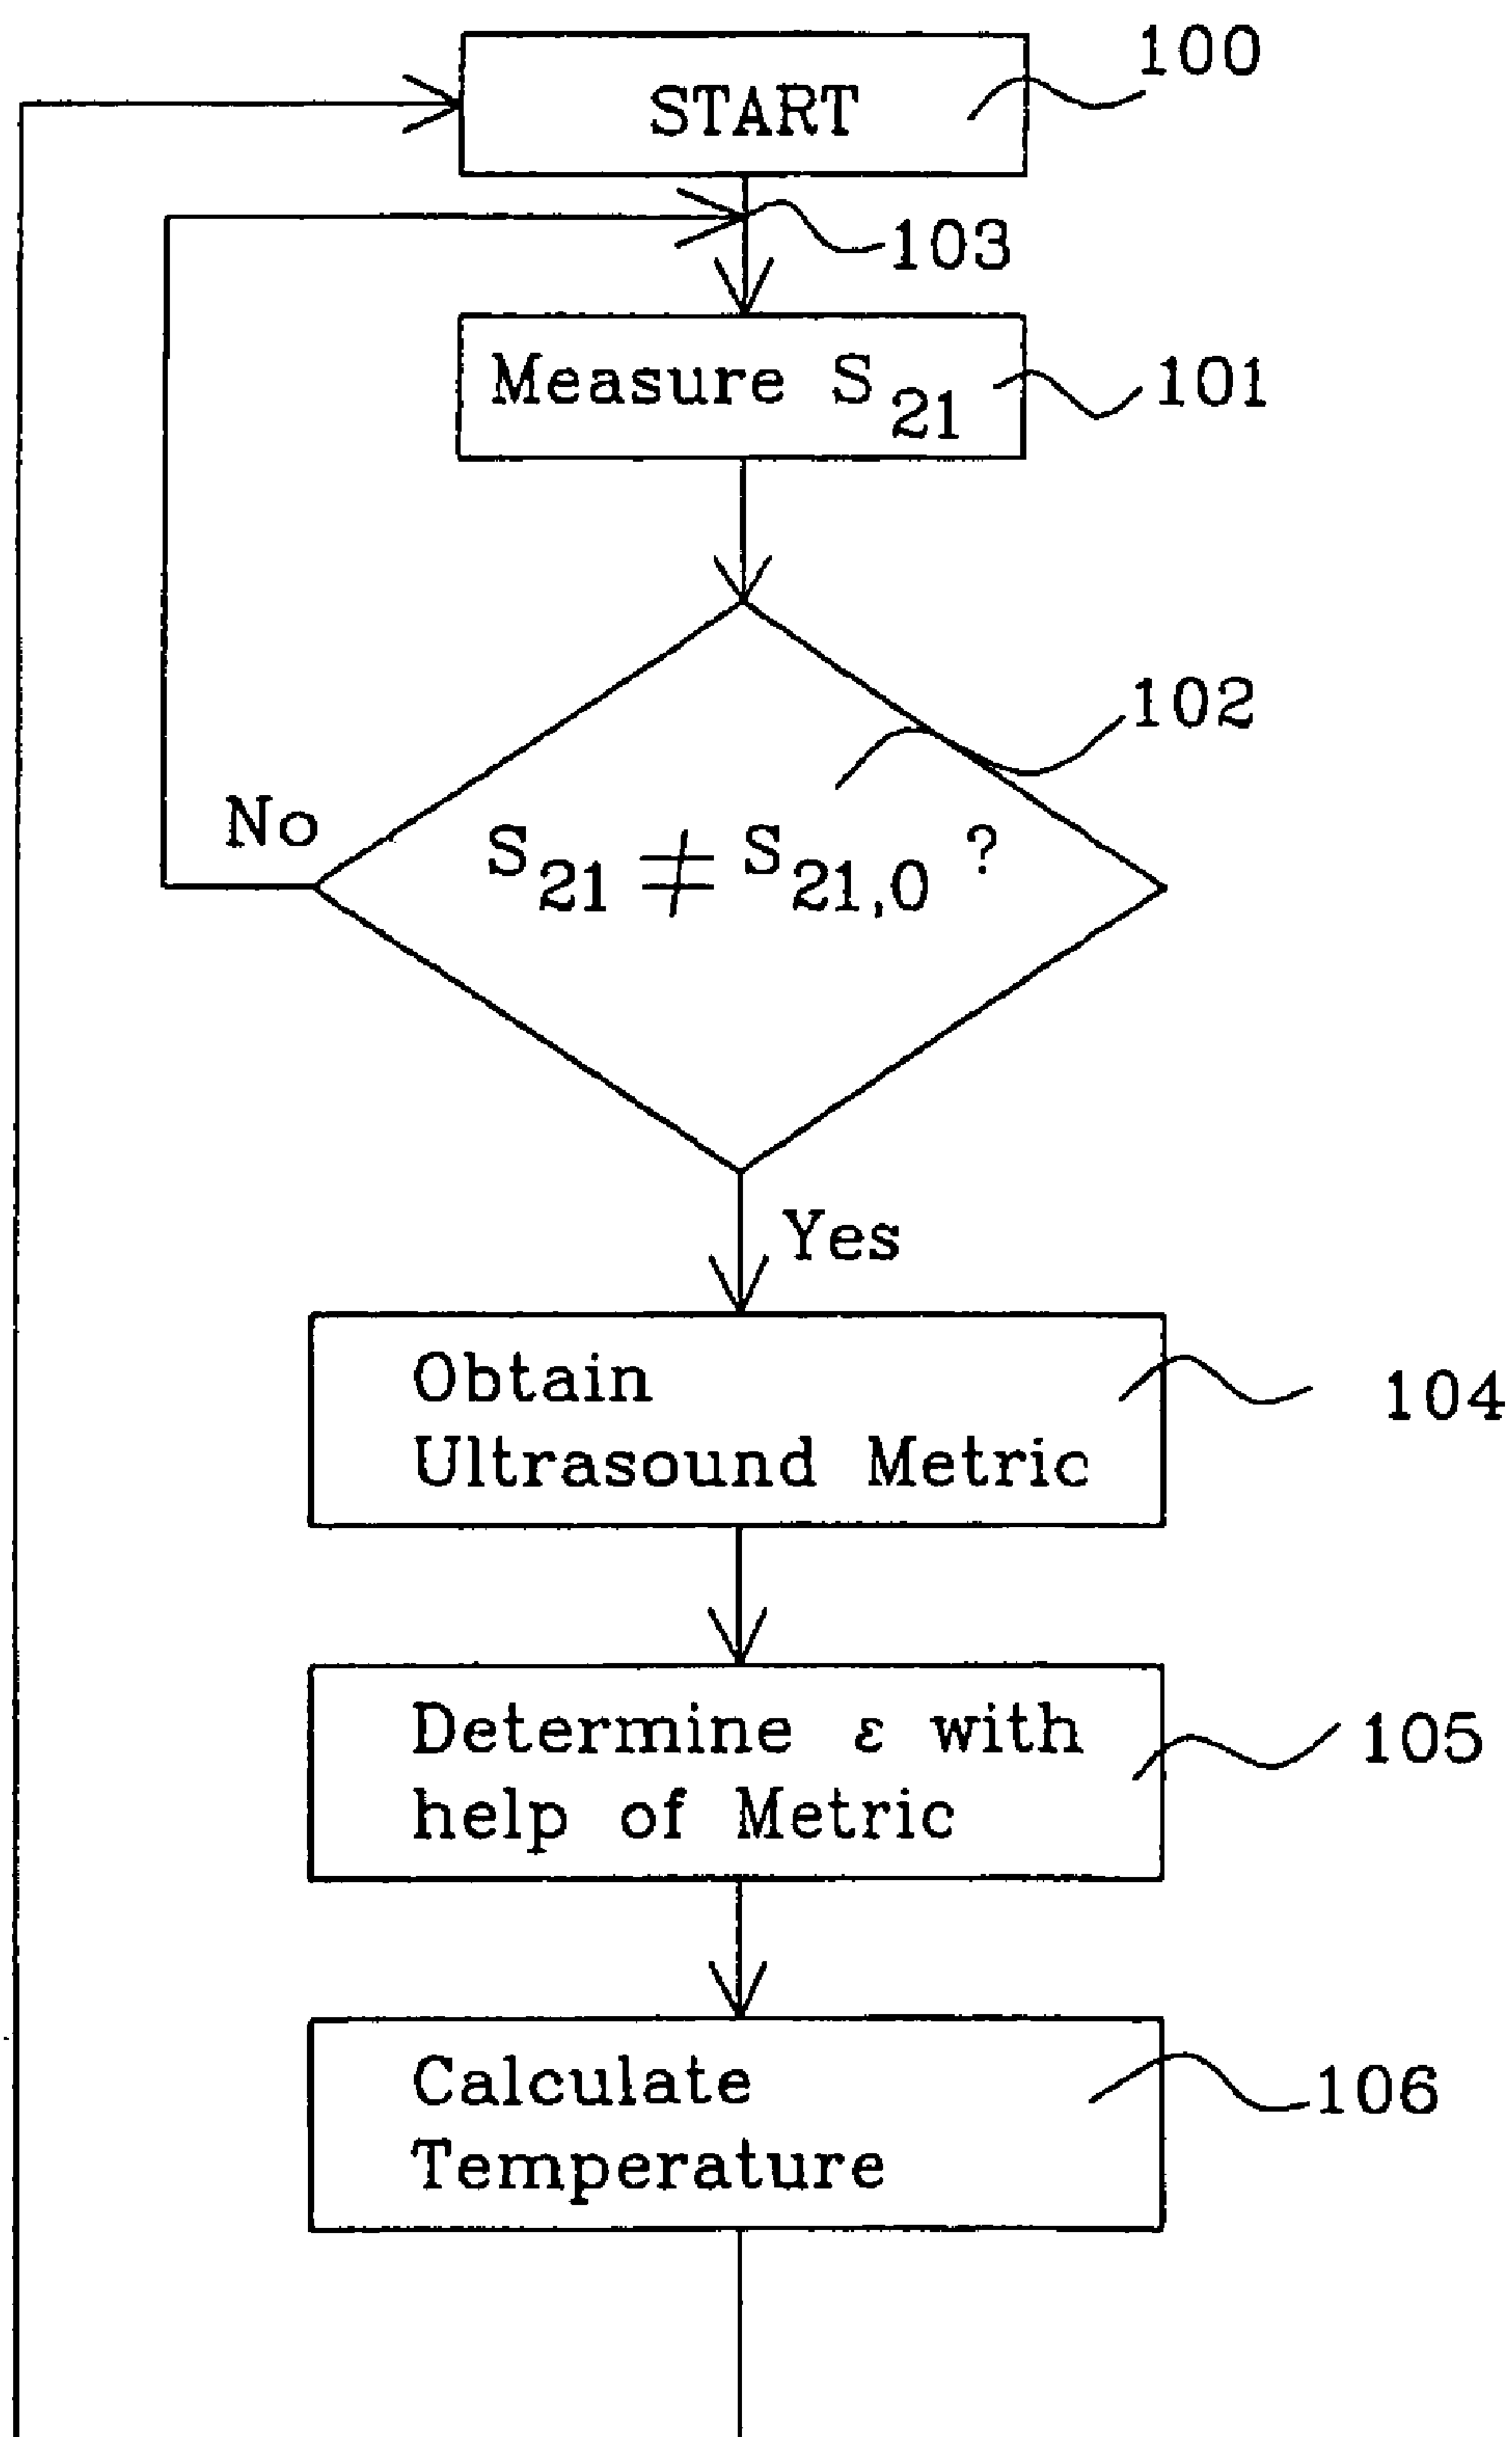 100
START
103
Measure S₂₁
101
102
No
S₂₁ ≠ S₂₁,₀ ?
Yes
Obtain
Ultrasound Metric
104
Determine ε with
help of Metric
105
Calculate
Temperature
106